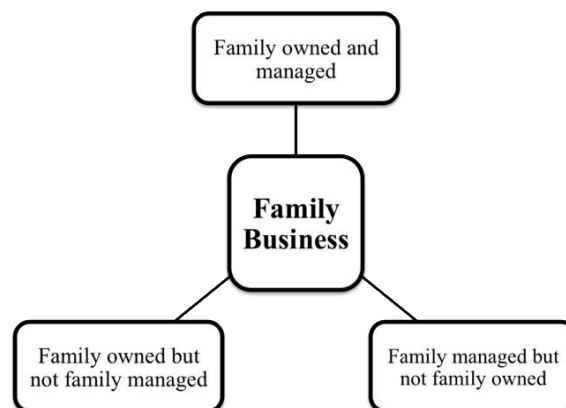 Family owned and
managed
Family
Business
Family owned but
not family managed
Family managed but
not family owned